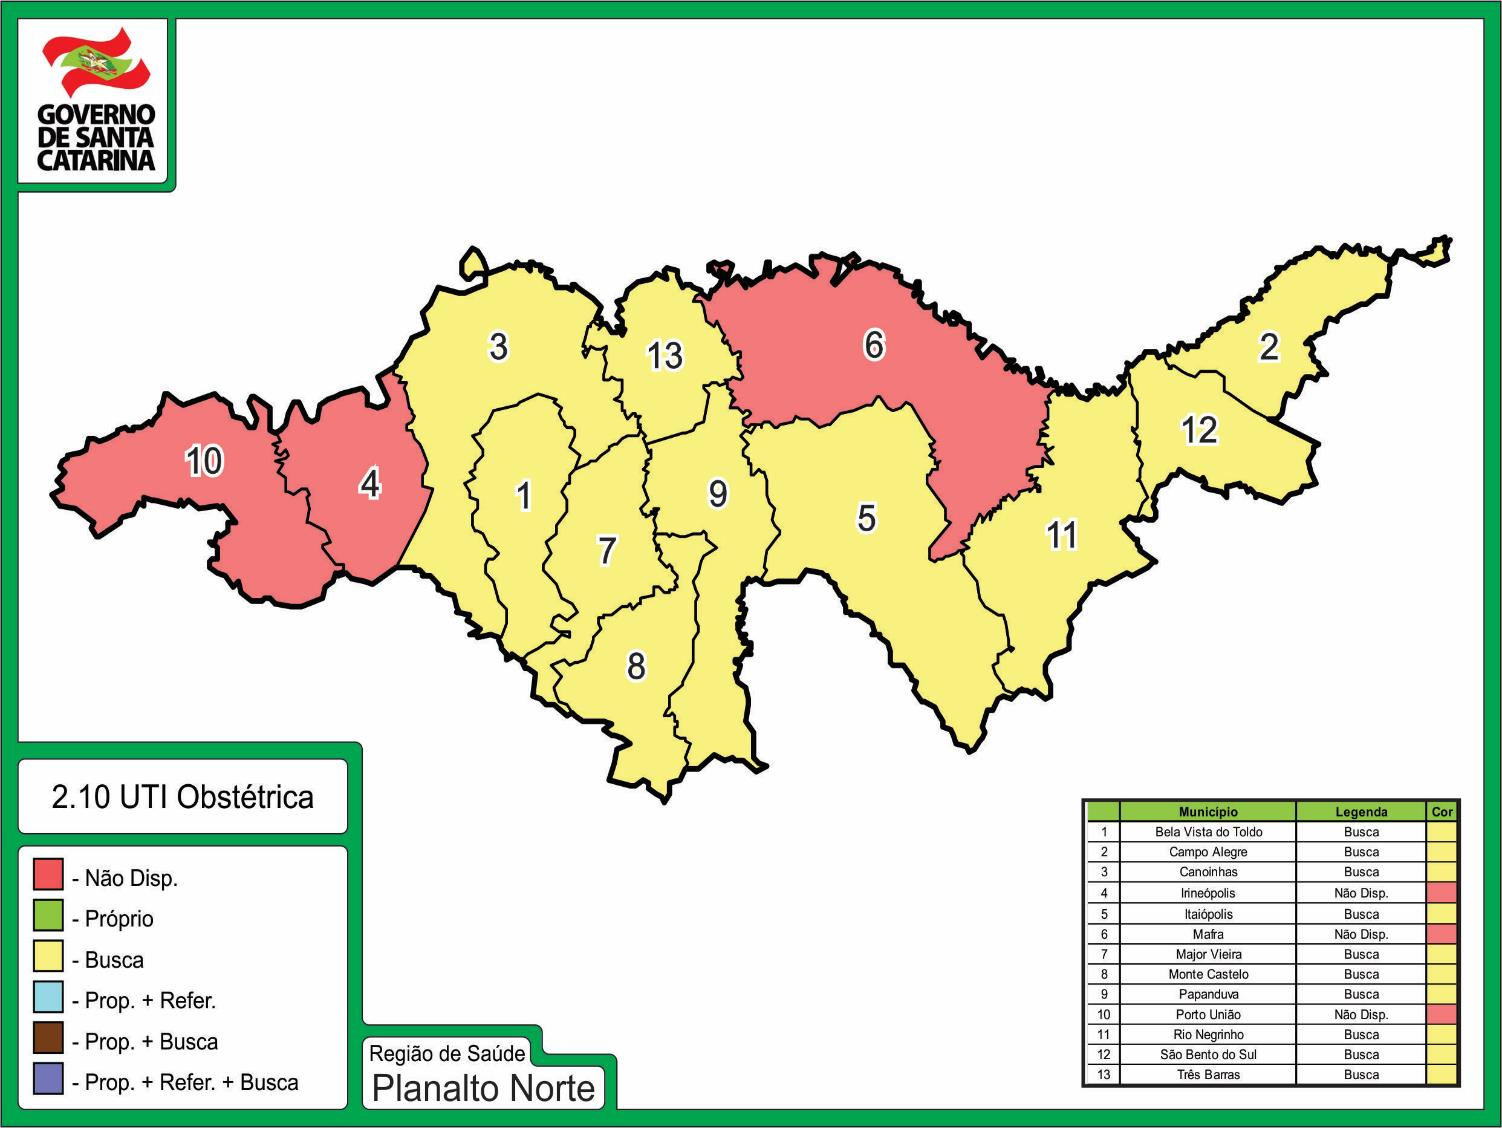 GOVERNO
DE SANTA
CATARINA
3
13
6
2
12
10
4
1
9
5
11
7
8
2.10 UTI Obstétrica
- Não Disp.
- Próprio
- Busca
- Prop. + Refer.
- Prop. + Busca
- Prop. + Refer. + Busca
Região de Saúde
Planalto Norte
Município Legenda Cor
1 Bela Vista do Toldo Busca
2 Campo Alegre Busca
3 Canoinhas Busca
4 Irineópolis Não Disp.
5 Itaiópolis Busca
6 Mafra Não Disp.
7 Major Vieira Busca
8 Monte Castelo Busca
9 Papanduva Busca
10 Porto União Não Disp.
11 Rio Negrinho Busca
12 São Bento do Sul Busca
13 Três Barras Busca